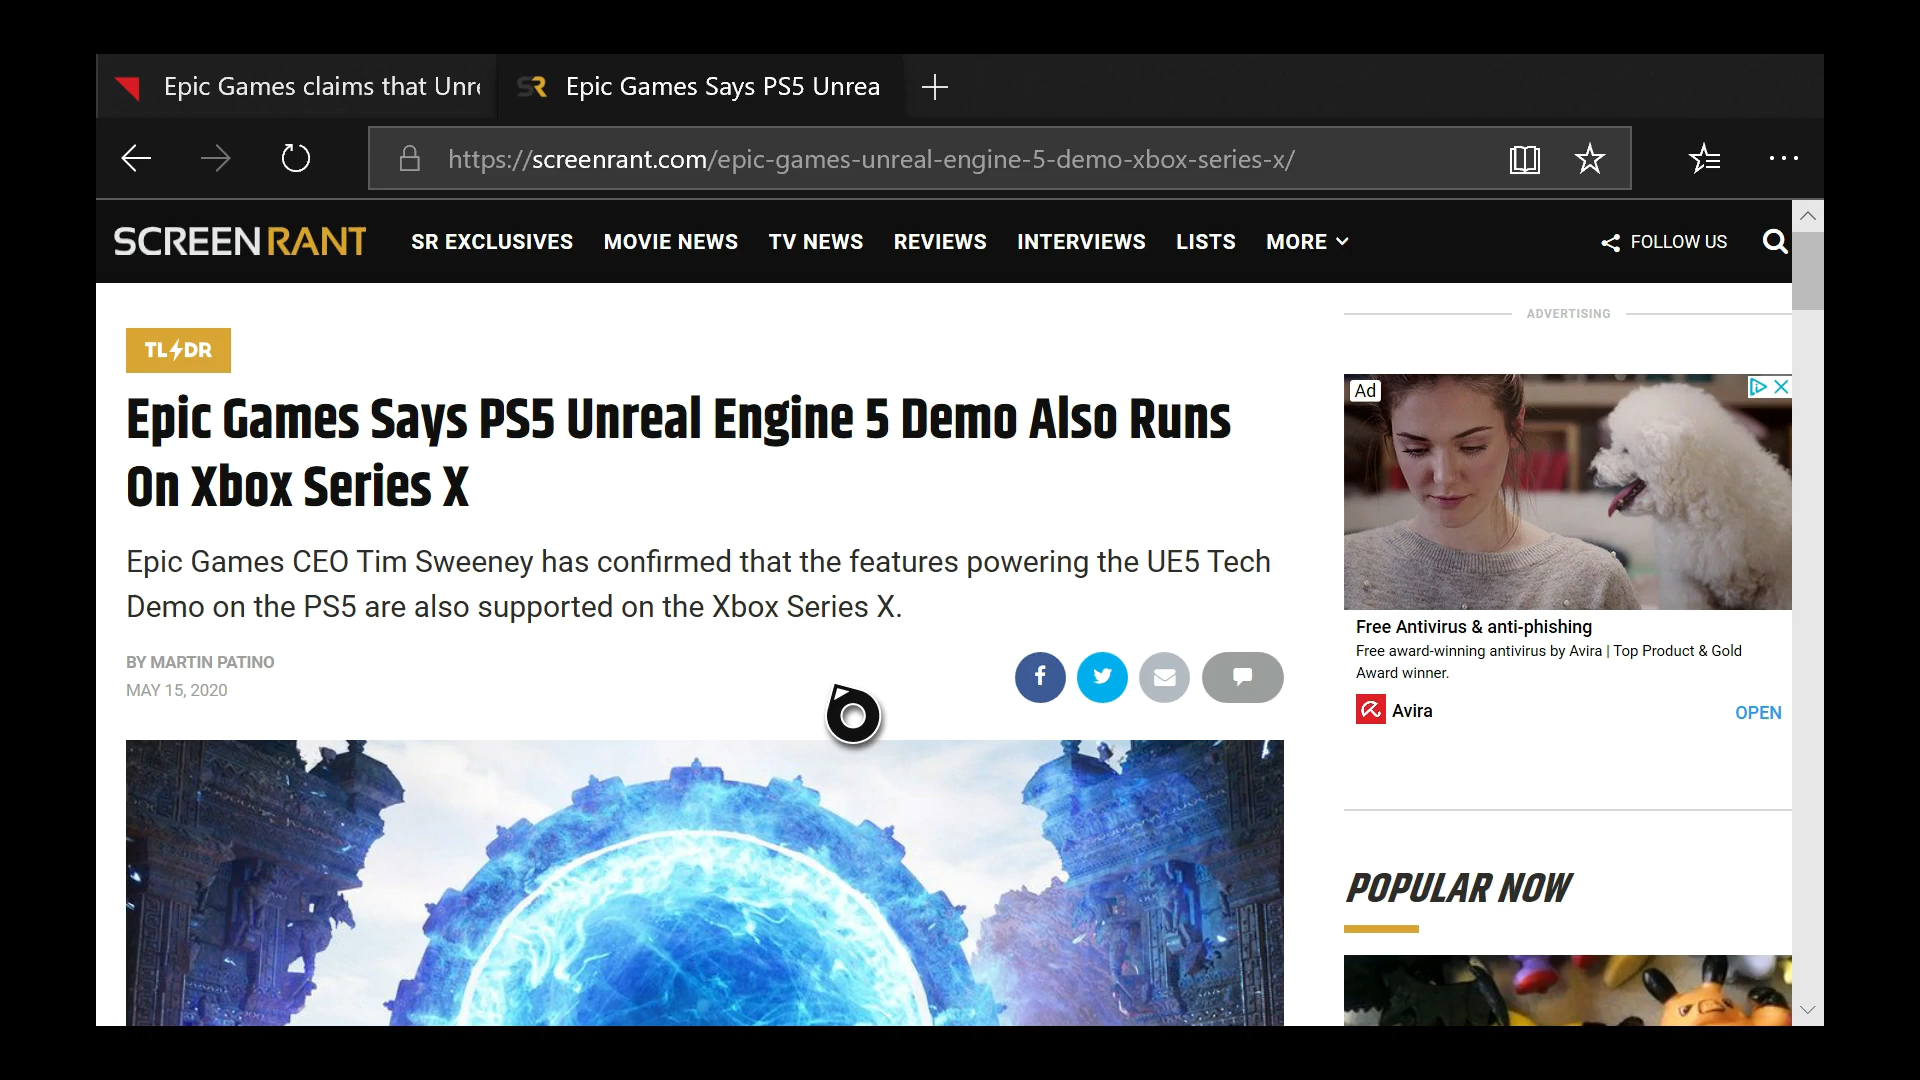 Epic Games claims that Unre
SR Epic Games Says PS5 Unrea
https://screenrant.com/epic-games-unreal-engine-5-demo-xbox-series-x/
SCREENRANT SR EXCLUSIVES MOVIE NEWS TV NEWS REVIEWS INTERVIEWS LISTS MORE FOLLOW US
TL DR
Epic Games Says PS5 Unreal Engine 5 Demo Also Runs
On Xbox Series X
Epic Games CEO Tim Sweeney has confirmed that the features powering the UE5 Tech
Demo on the PS5 are also supported on the Xbox Series X.
BY MARTIN PATINO
MAY 15, 2020
ADVERTISING
Ad
Free Antivirus & anti-phishing
Free award-winning antivirus by Avira | Top Product & Gold
Award winner.
Avira OPEN
POPULAR NOW